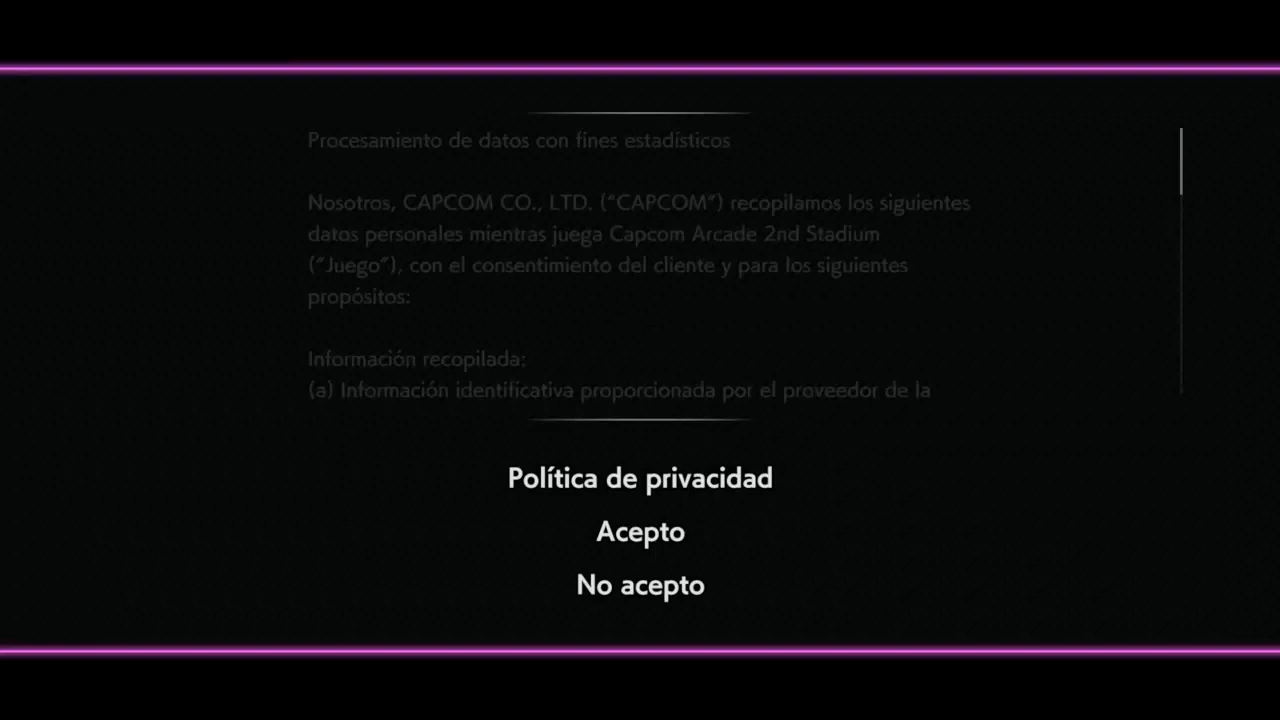 Procesamiento de datos con fines estadísticos
Nosotros, CAPCOM CO., LTD. (“CAPCOM”) recopilamos los siguientes
datos personales mientras juega Capcom Arcade 2nd Stadium
(“Juego”), con el consentimiento del cliente y para los siguientes
propósitos:
Información recopilada:
(a) Información identificativa proporcionada por el proveedor de la
Política de privacidad
Acepto
No acepto